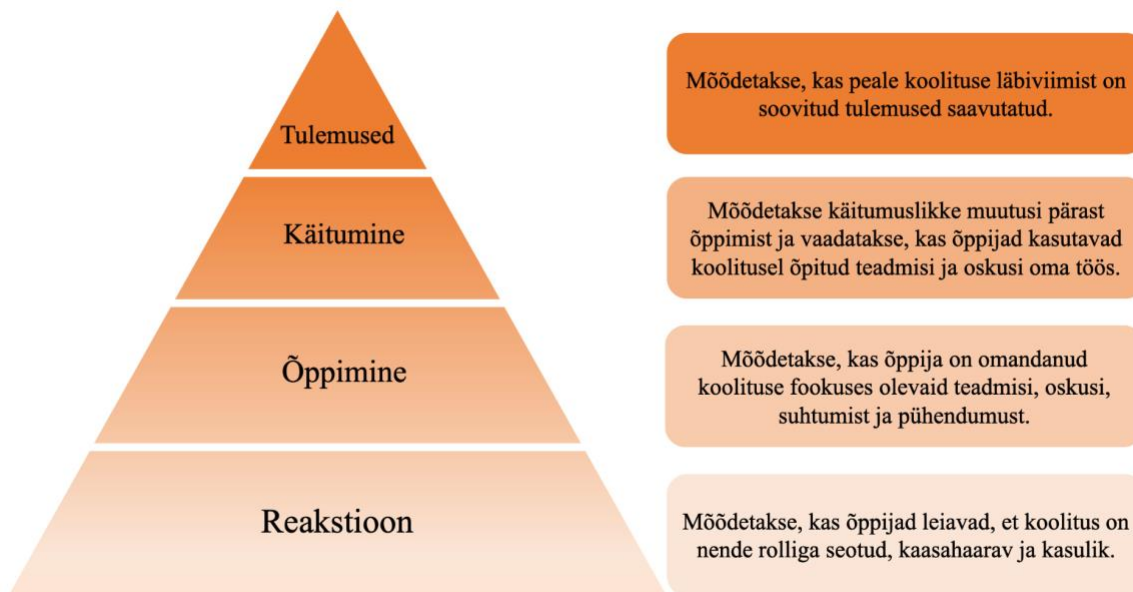 Tulemused
Mõõdetakse, kas peale koolituse läbiviimist on
soovitud tulemused saavutatud.
Käitumine
Mõõdetakse käitumuslikke muutusi pärast
õppimist ja vaadatakse, kas õppijad kasutavad
koolitusel õpitud teadmisi ja oskusi oma töös.
Õppimine
Mõõdetakse, kas õppija on omandanud
koolituse fookuses olevaid teadmisi, oskusi,
suhtumist ja pühendumust.
Reakstioon
Mõõdetakse, kas õppijad leiavad, et koolitus on
nende rolliga seotud, kaasahaarav ja kasulik.